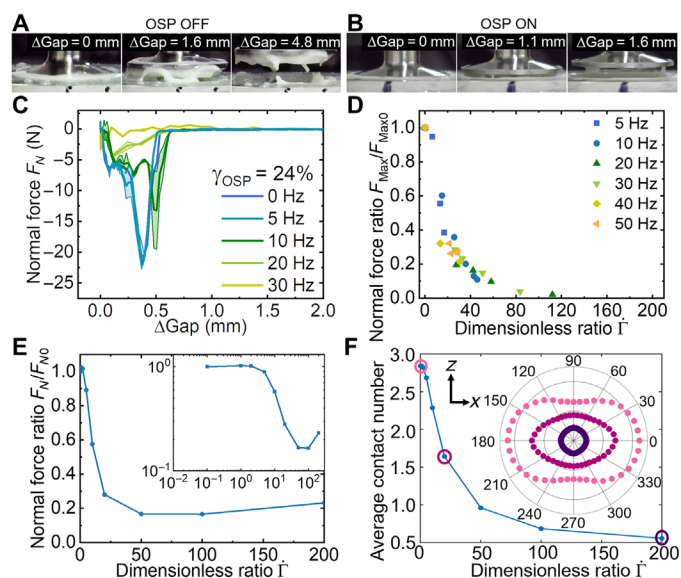 A OSP OFF
ΔGap = 0 mm ΔGap = 1.6 mm ΔGap = 4.8 mm
B OSP ON
ΔGap = 0 mm ΔGap = 1.1 mm ΔGap = 1.6 mm
C
Normal force F_N (N)
0
−5
−10
−15
−20
−25
0.0 0.5 1.0 1.5 2.0
ΔGap (mm)
γ_OSP = 24%
0 Hz
5 Hz
10 Hz
20 Hz
30 Hz
D
Normal force ratio F_Max/F_Max0
1.0
0.8
0.6
0.4
0.2
0.0
0 40 80 120 160 200
Dimensionless ratio Γ̇
5 Hz
10 Hz
20 Hz
30 Hz
40 Hz
50 Hz
E
Normal force ratio F_N/F_N0
1.0
0.8
0.6
0.4
0.2
0.0
0 50 100 150 200
Dimensionless ratio Γ̇
10⁰
10⁻¹
10⁻² 10⁻¹ 10⁰ 10¹ 10²
F
Average contact number
3.0
2.5
2.0
1.5
1.0
0.5
0 50 100 150 200
Dimensionless ratio Γ̇
z
x
90
120 60
150 30
180 0
210 330
240 300
270